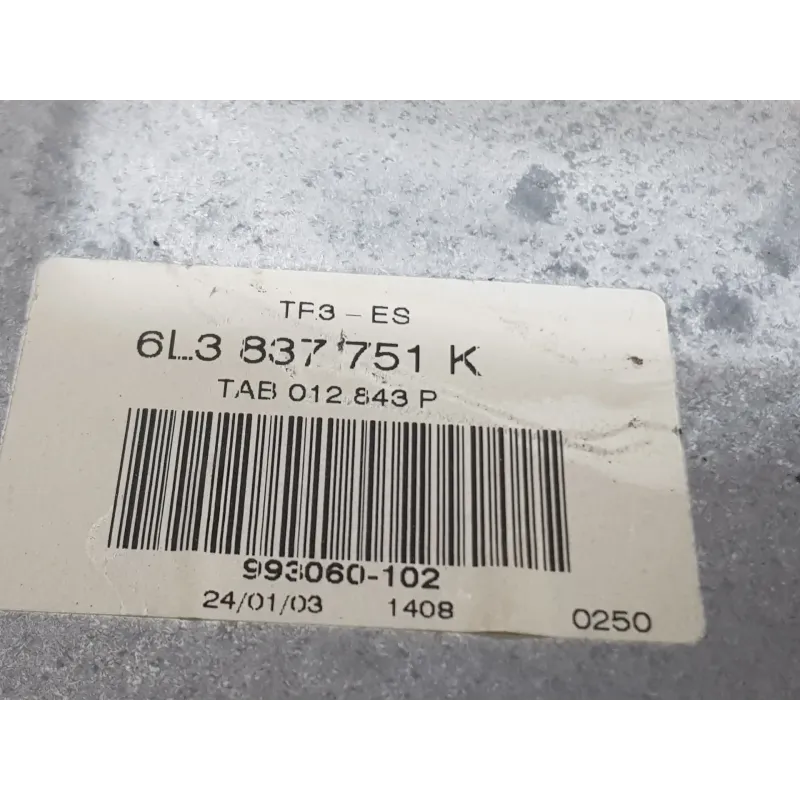 TF3 - ES
6L3 837 751 K
TAB 012 843 P
993060-102
24/01/03 1408 0250